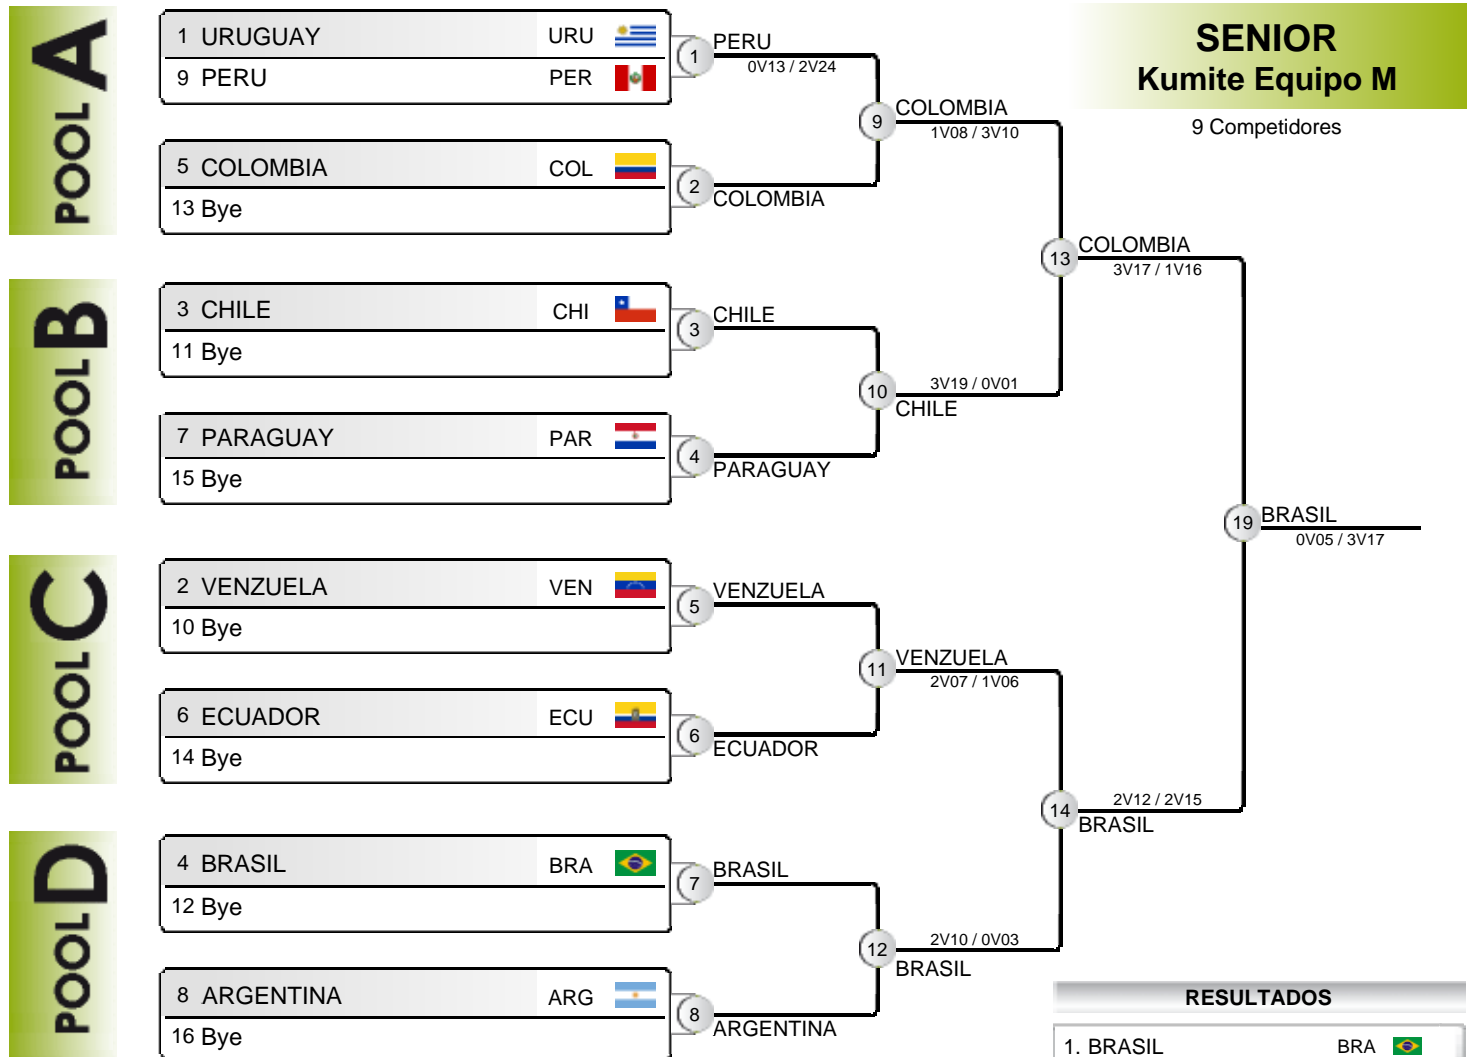 SENIOR
Kumite Equipo M
9 Competidores
POOL A
1 URUGUAY URU
9 PERU PER
1 PERU
0V13 / 2V24
5 COLOMBIA COL
13 Bye
2 COLOMBIA
9 COLOMBIA
1V08 / 3V10
POOL B
3 CHILE CHI
11 Bye
3 CHILE
7 PARAGUAY PAR
15 Bye
4 PARAGUAY
10 3V19 / 0V01
CHILE
13 COLOMBIA
3V17 / 1V16
POOL C
2 VENZUELA VEN
10 Bye
5 VENZUELA
6 ECUADOR ECU
14 Bye
6 ECUADOR
11 VENZUELA
2V07 / 1V06
POOL D
4 BRASIL BRA
12 Bye
7 BRASIL
8 ARGENTINA ARG
16 Bye
8 ARGENTINA
12 2V10 / 0V03
BRASIL
14 2V12 / 2V15
BRASIL
19 BRASIL
0V05 / 3V17
RESULTADOS
1. BRASIL BRA